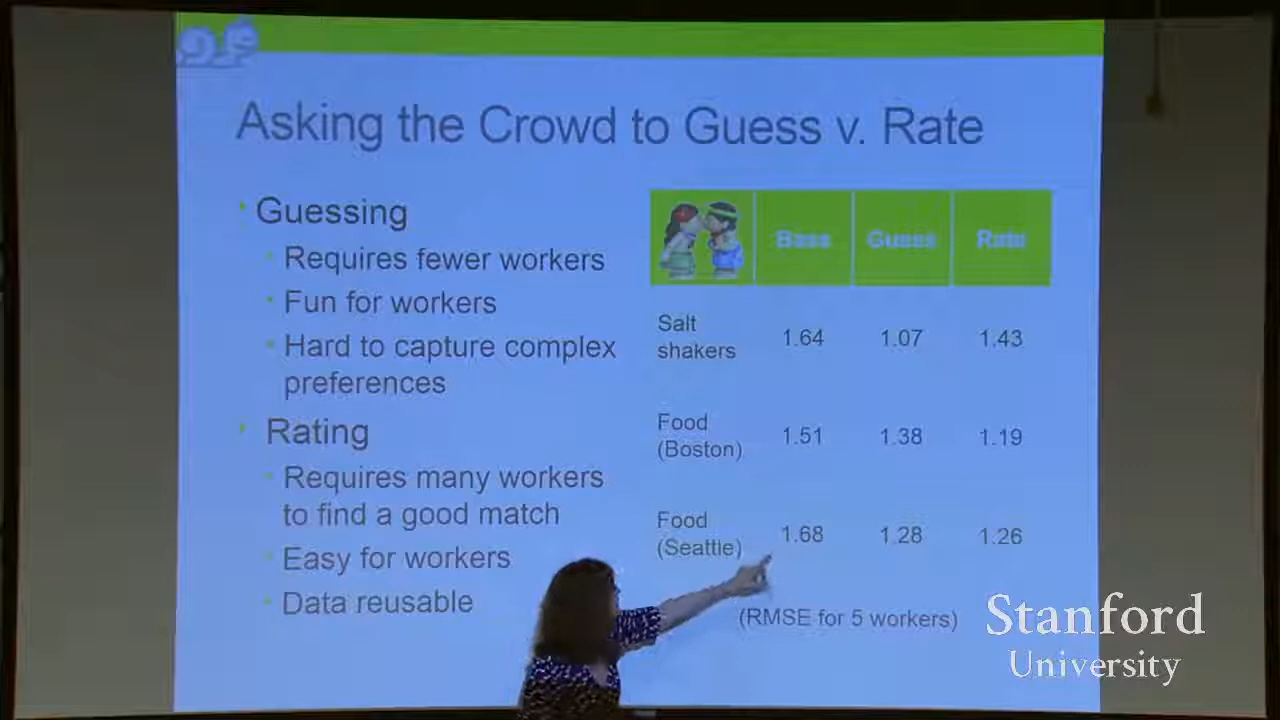 Asking the Crowd to Guess v. Rate
Guessing
Requires fewer workers
Fun for workers
Hard to capture complex
preferences
Rating
Requires many workers
to find a good match
Easy for workers
Data reusable
Base Guess Rate
Salt
shakers
1.64 1.07 1.43
Food
(Boston)
1.51 1.38 1.19
Food
(Seattle)
1.68 1.28 1.26
(RMSE for 5 workers)
Stanford
University